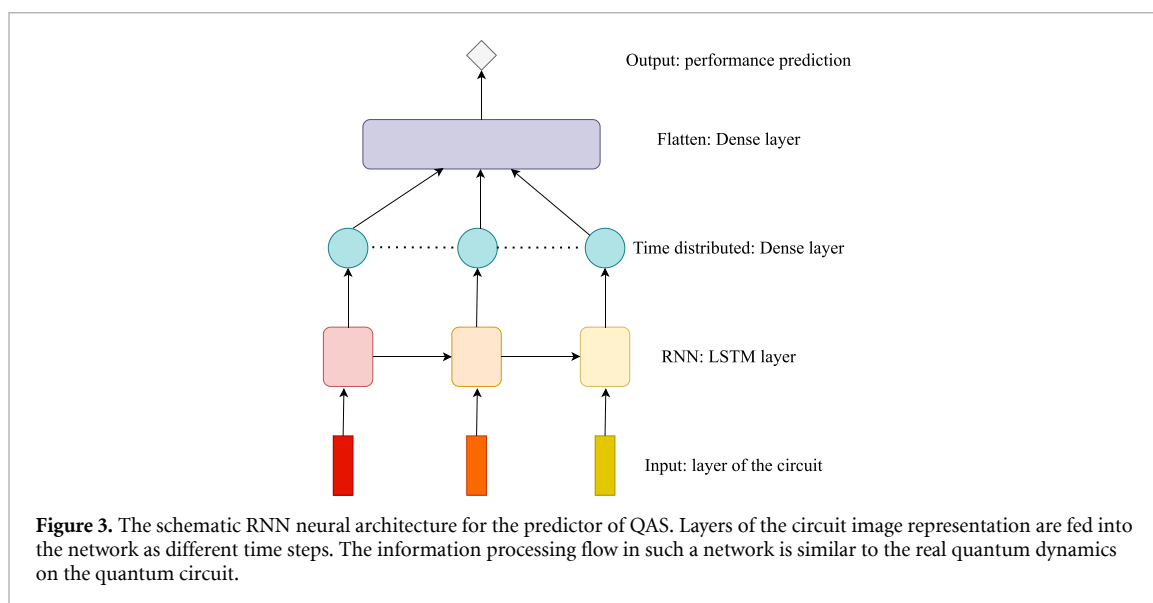 Output: performance prediction
Flatten: Dense layer
Time distributed: Dense layer
RNN: LSTM layer
Input: layer of the circuit
Figure 3. The schematic RNN neural architecture for the predictor of QAS. Layers of the circuit image representation are fed into
the network as different time steps. The information processing flow in such a network is similar to the real quantum dynamics
on the quantum circuit.